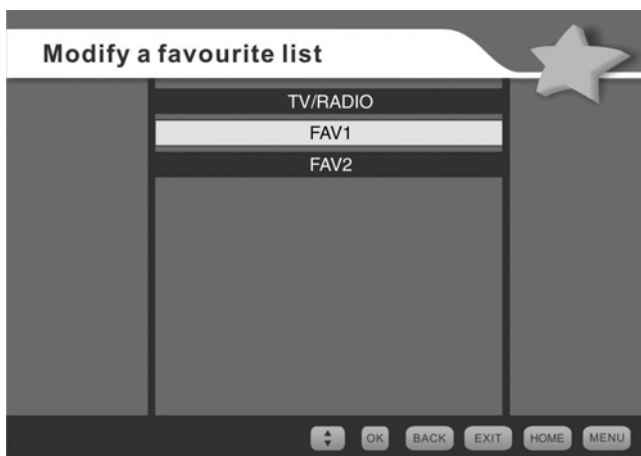 Modify a favourite list
TV/RADIO
FAV1
FAV2
OK BACK EXIT HOME MENU